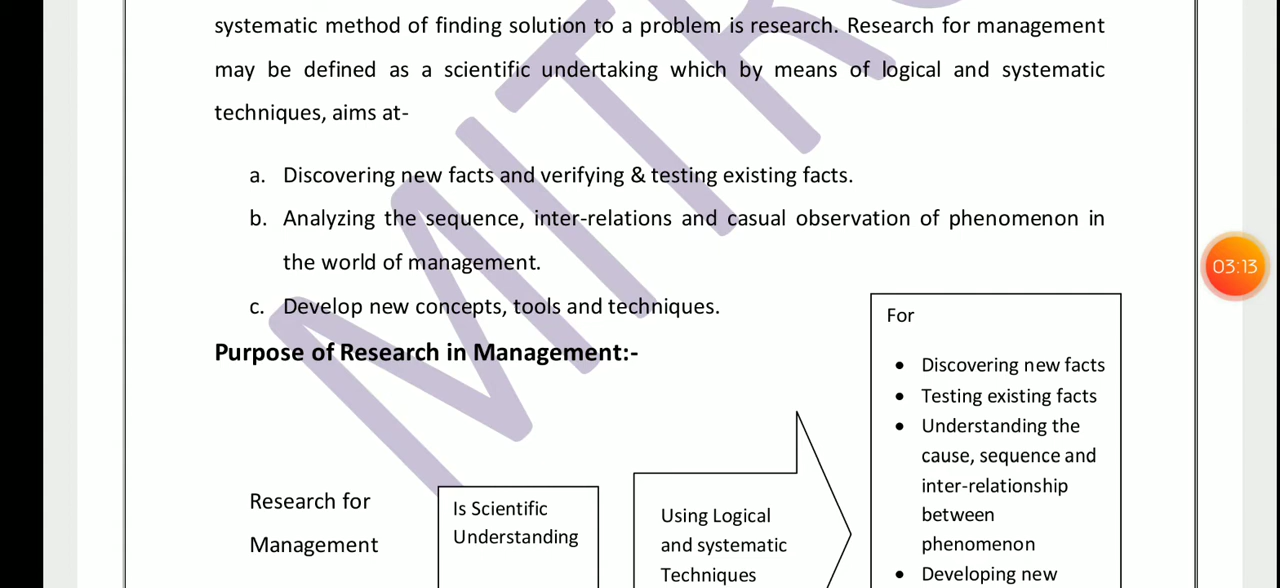 systematic method of finding solution to a problem is research. Research for management
may be defined as a scientific undertaking which by means of logical and systematic
techniques, aims at-
a. Discovering new facts and verifying & testing existing facts.
b. Analyzing the sequence, inter-relations and casual observation of phenomenon in
the world of management.
c. Develop new concepts, tools and techniques.
Purpose of Research in Management:-
Research for
Management
Is Scientific
Understanding
Using Logical
and systematic
Techniques
For
• Discovering new facts
• Testing existing facts
• Understanding the
cause, sequence and
inter-relationship
between
phenomenon
• Developing new
03:13